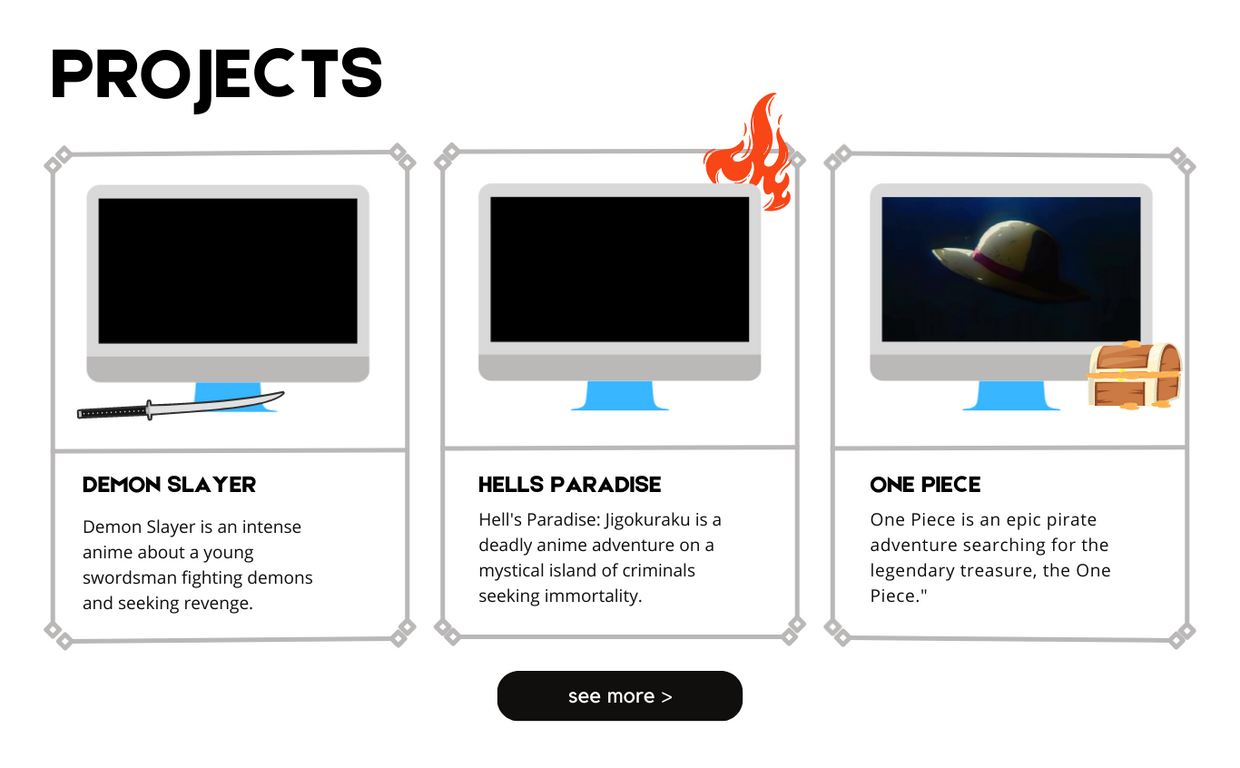 PROJECTS
DEMON SLAYER
Demon Slayer is an intense
anime about a young
swordsman fighting demons
and seeking revenge.
HELLS PARADISE
Hell's Paradise: Jigokuraku is a
deadly anime adventure on a
mystical island of criminals
seeking immortality.
ONE PIECE
One Piece is an epic pirate
adventure searching for the
legendary treasure, the One
Piece."
see more >